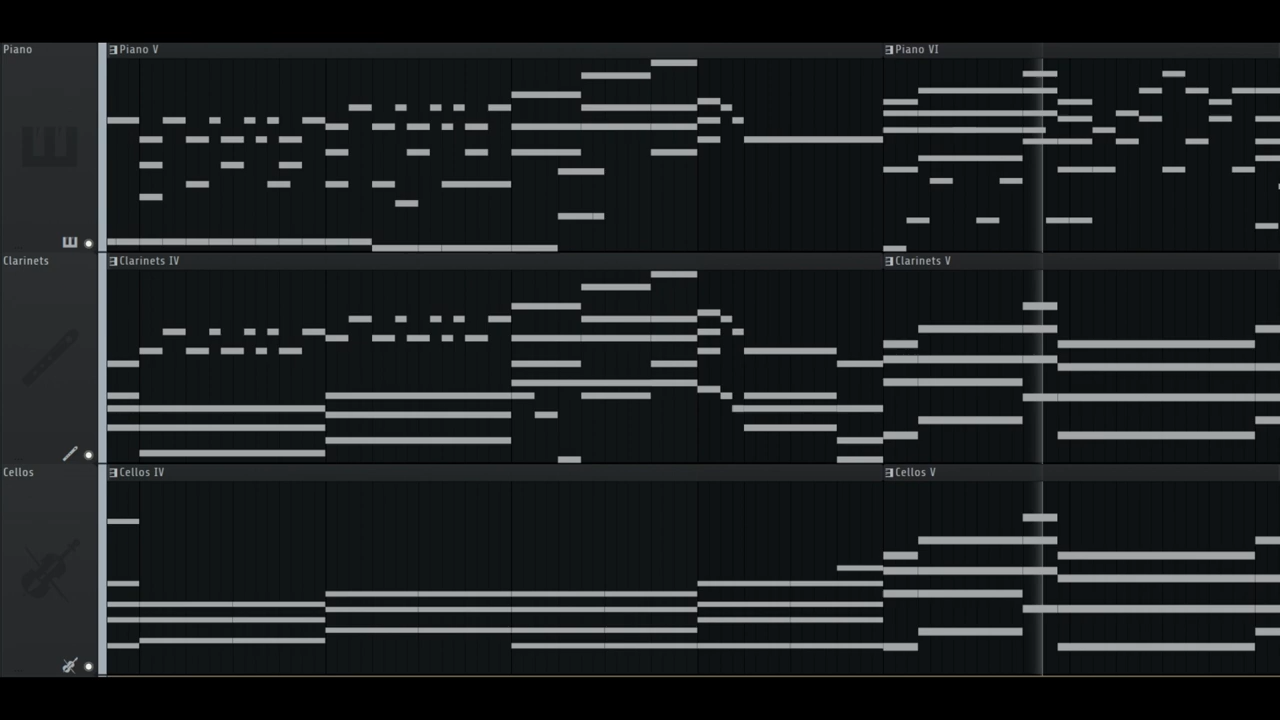 Piano
Piano V
Piano VI
Clarinets
Clarinets IV
Clarinets V
Cellos
Cellos IV
Cellos V